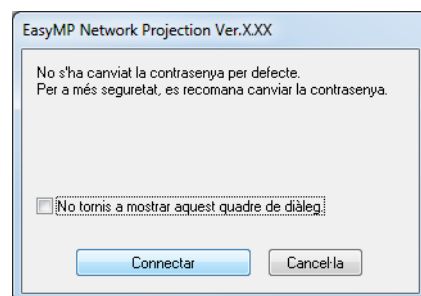 EasyMP Network Projection Ver.X.XX
No s'ha canviat la contrasenya per defecte.
Per a més seguretat, es recomana canviar la contrasenya.
No tornis a mostrar aquest quadre de diàleg.
Connectar
Cancel·la